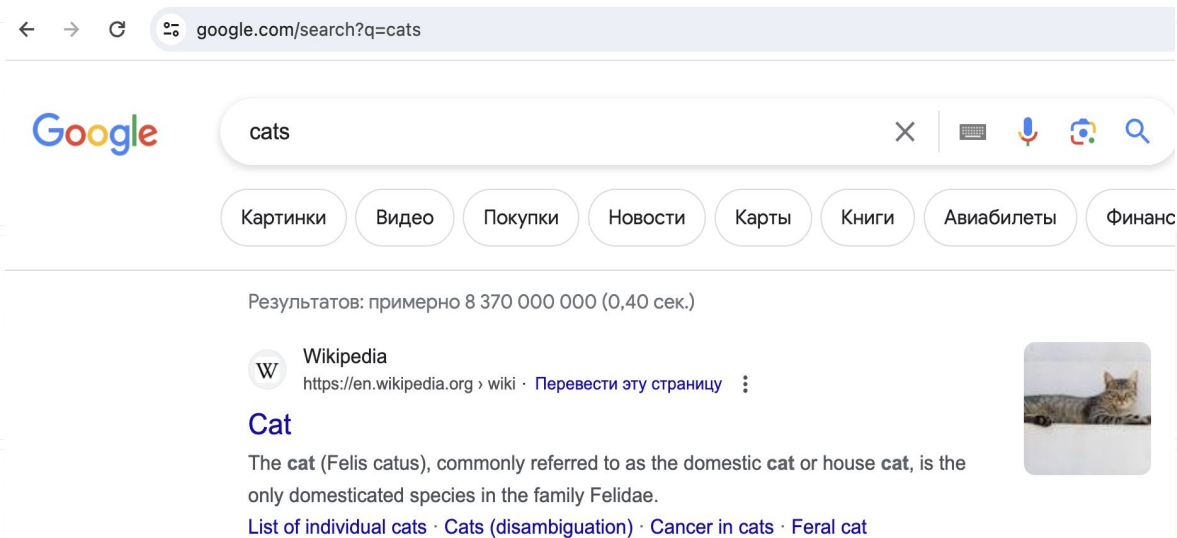 google.com/search?q=cats
Google
cats
Картинки Видео Покупки Новости Карты Книги Авиабилеты Финанс
Результатов: примерно 8 370 000 000 (0,40 сек.)
W
Wikipedia
https://en.wikipedia.org › wiki · Перевести эту страницу
Cat
The cat (Felis catus), commonly referred to as the domestic cat or house cat, is the
only domesticated species in the family Felidae.
List of individual cats · Cats (disambiguation) · Cancer in cats · Feral cat